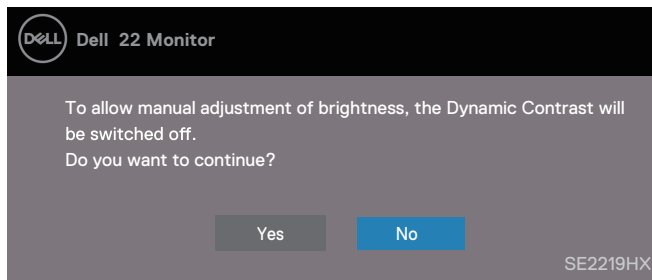 DELL Dell 22 Monitor
To allow manual adjustment of brightness, the Dynamic Contrast will
be switched off.
Do you want to continue?
Yes No
SE2219HX